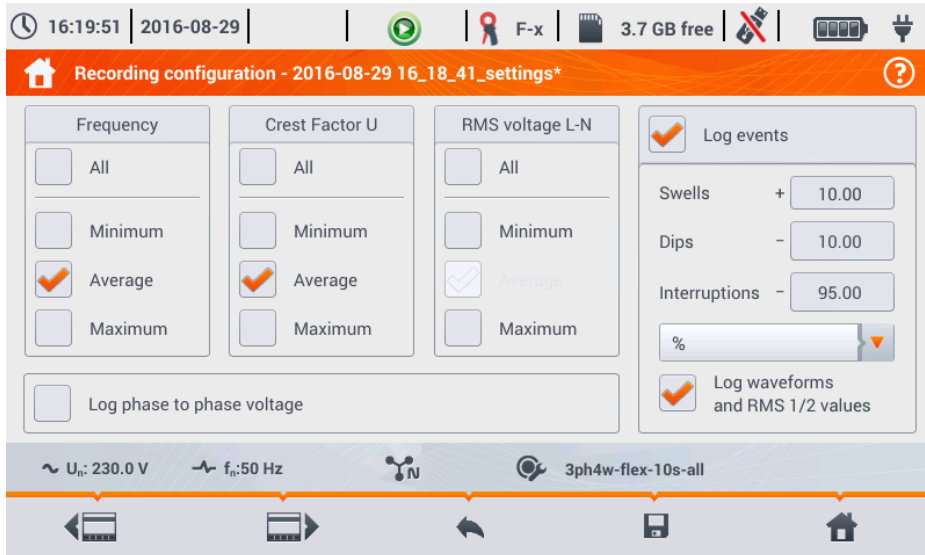 16:19:51 2016-08-29 F-x 3.7 GB free
Recording configuration - 2016-08-29 16_18_41_settings* ?
Frequency
All
Minimum
Average
Maximum
Crest Factor U
All
Minimum
Average
Maximum
RMS voltage L-N
All
Minimum
Average
Maximum
Log phase to phase voltage
Log events
Swells + 10.00
Dips - 10.00
Interruptions - 95.00
%
Log waveforms
and RMS 1/2 values
Un: 230.0 V fn:50 Hz N 3ph4w-flex-10s-all